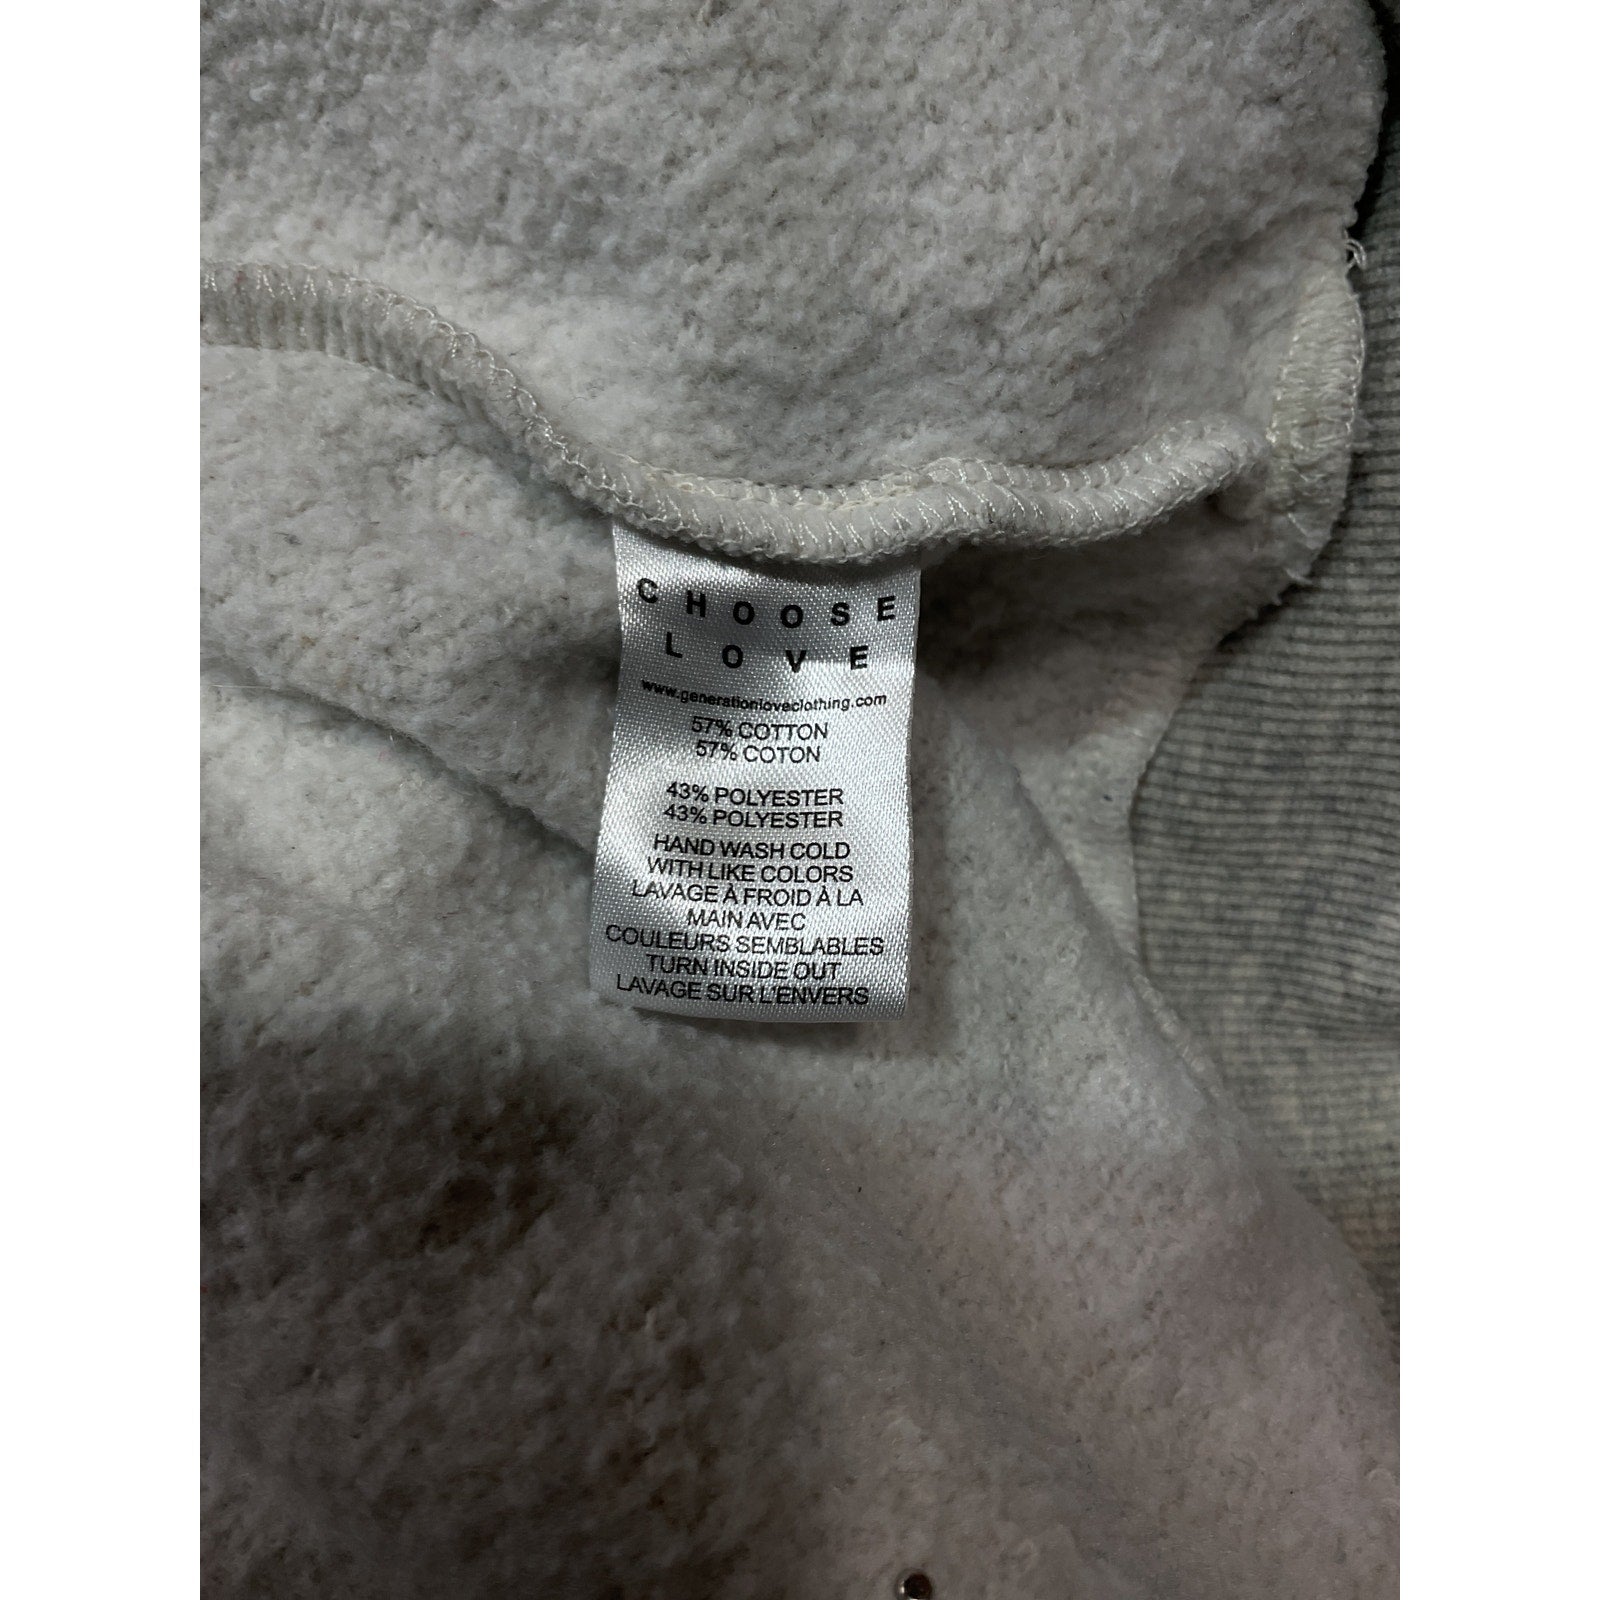 CHOOSE
LOVE
www.generationloveclothing.com
57% COTTON
57% COTON
43% POLYESTER
43% POLYESTER
HAND WASH COLD
WITH LIKE COLORS
LAVAGE À FROID À LA
MAIN AVEC
COULEURS SEMBLABLES
TURN INSIDE OUT
LAVAGE SUR L'ENVERS